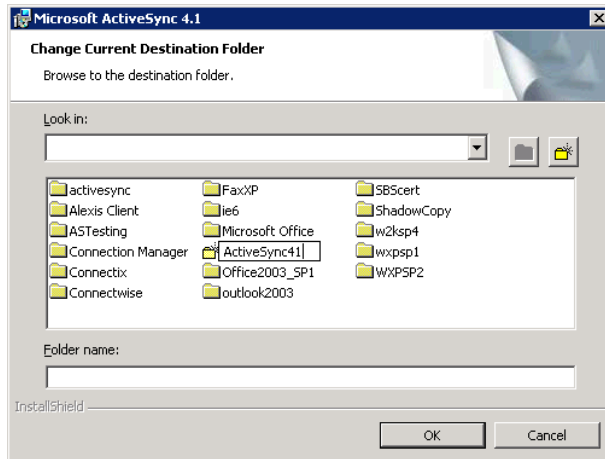 Microsoft ActiveSync 4.1
Change Current Destination Folder
Browse to the destination folder.
Look in:
activesync FaxXP SBScert
Alexis Client ie6 ShadowCopy
ASTesting Microsoft Office w2ksp4
Connection Manager ActiveSync41 wxpsp1
Connectix Office2003_SP1 WXPSP2
Connectwise outlook2003
Folder name:
InstallShield
OK Cancel